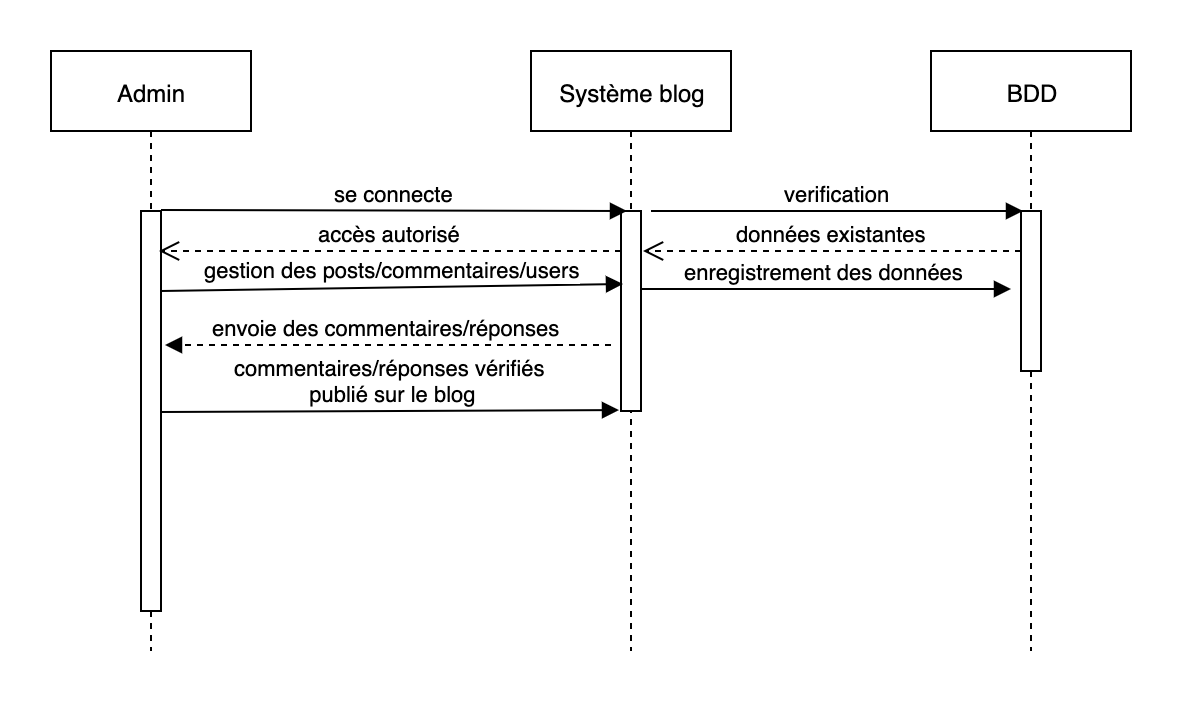 Admin
Système blog
BDD
se connecte
verification
accès autorisé
données existantes
gestion des posts/commentaires/users
enregistrement des données
envoie des commentaires/réponses
commentaires/réponses vérifiés
publié sur le blog